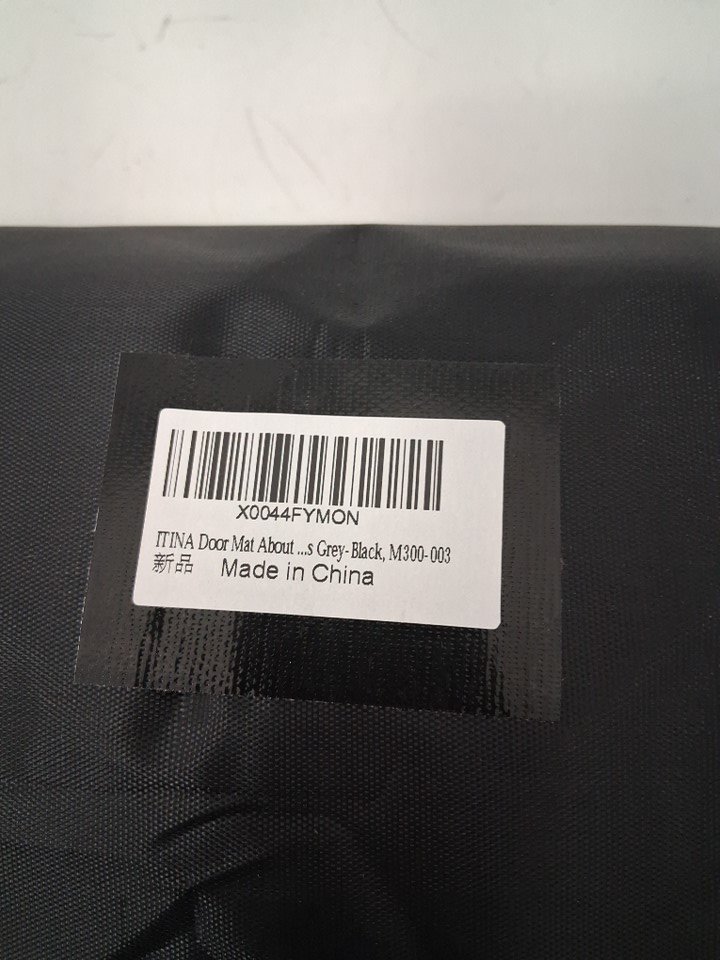 X0044FYMON
ITINA Door Mat About ...s Grey-Black, M300-003
新品 Made in China